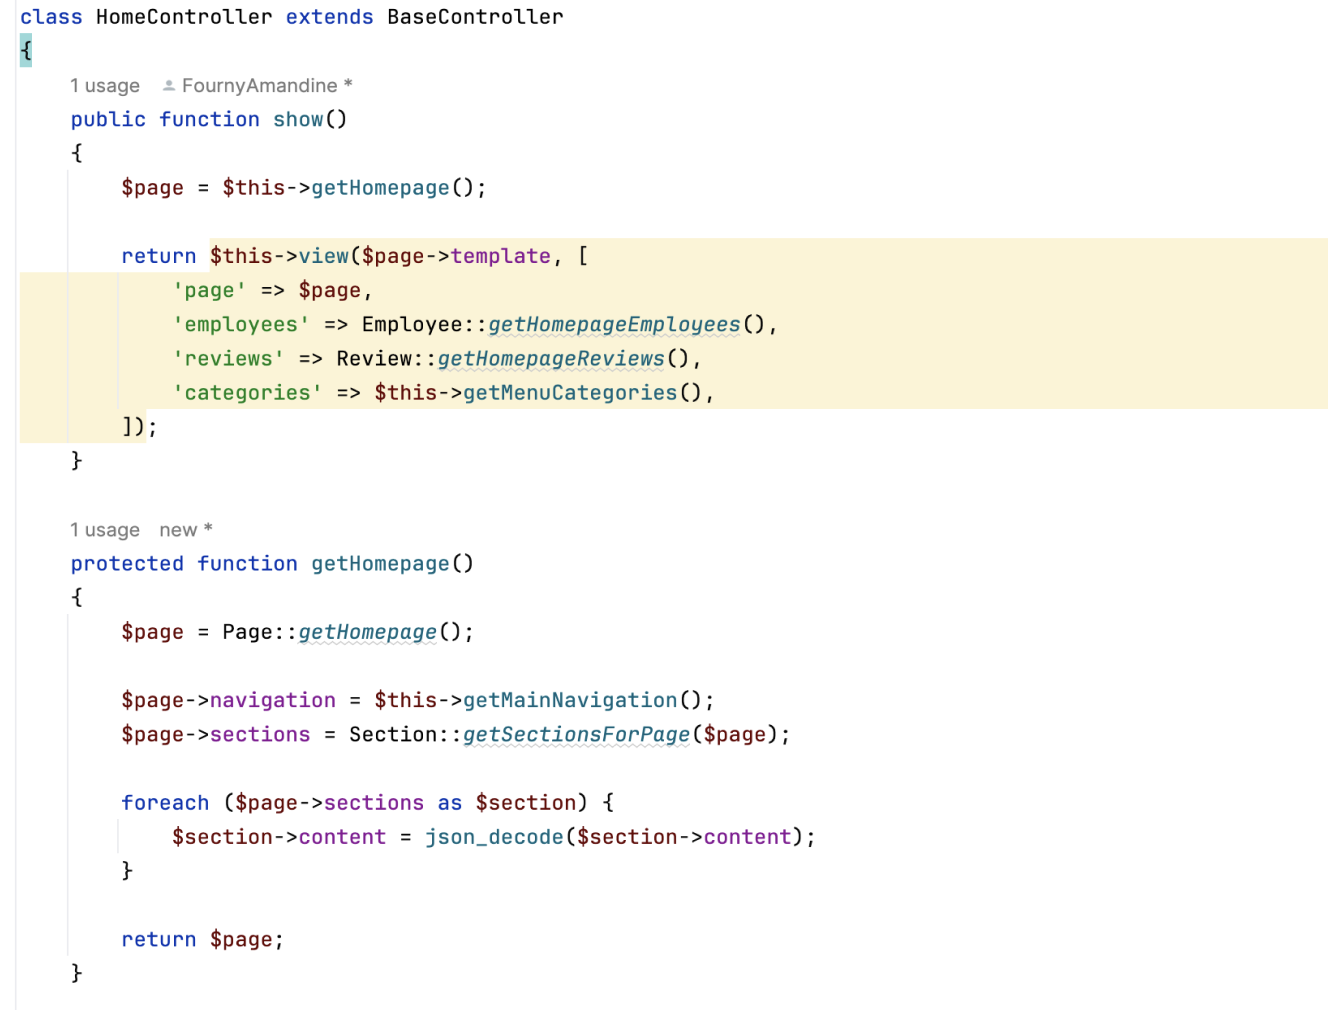 class HomeController extends BaseController
{
1 usage FournyAmandine *
public function show()
{
$page = $this->getHomepage();
return $this->view($page->template, [
'page' => $page,
'employees' => Employee::getHomepageEmployees(),
'reviews' => Review::getHomepageReviews(),
'categories' => $this->getMenuCategories(),
]);
}
1 usage new *
protected function getHomepage()
{
$page = Page::getHomepage();
$page->navigation = $this->getMainNavigation();
$page->sections = Section::getSectionsForPage($page);
foreach ($page->sections as $section) {
$section->content = json_decode($section->content);
}
return $page;
}